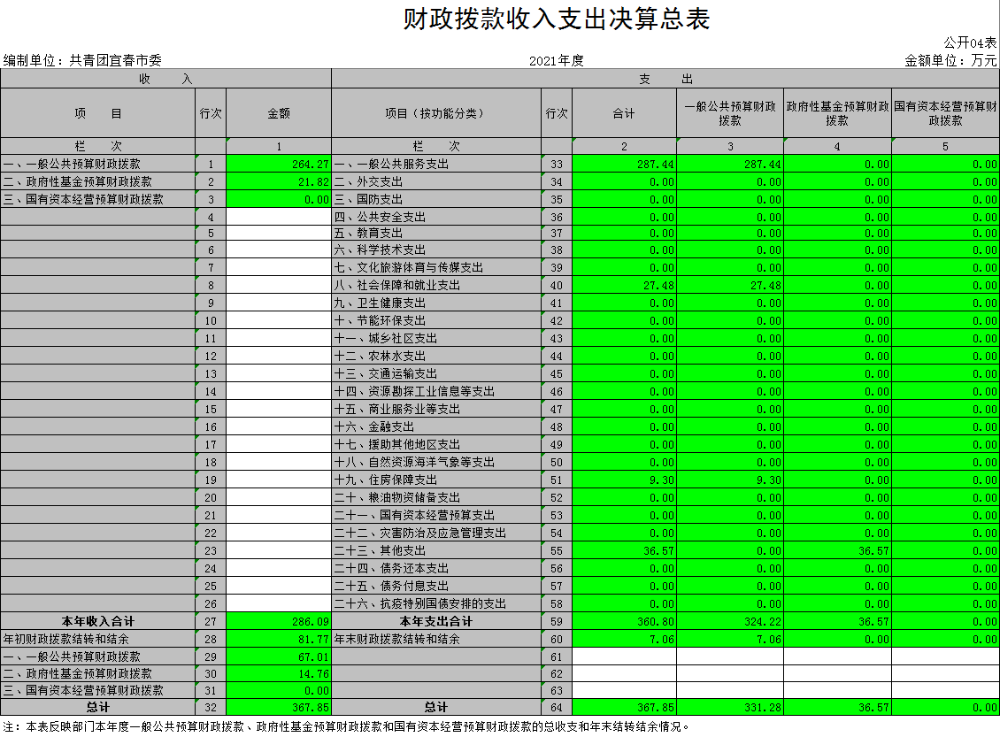 财政拨款收入支出决算总表
公开04表
编制单位：共青团宜春市委 2021年度 金额单位：万元
收 入 支 出
项 目 行次 金额 项目（按功能分类） 行次 合计 一般公共预算财政拨款 政府性基金预算财政拨款 国有资本经营预算财政拨款
栏 次 1 栏 次 2 3 4 5
一、一般公共预算财政拨款 1 264.27 一、一般公共服务支出 33 287.44 287.44 0.00 0.00
二、政府性基金预算财政拨款 2 21.82 二、外交支出 34 0.00 0.00 0.00 0.00
三、国有资本经营预算财政拨款 3 0.00 三、国防支出 35 0.00 0.00 0.00 0.00
4 四、公共安全支出 36 0.00 0.00 0.00 0.00
5 五、教育支出 37 0.00 0.00 0.00 0.00
6 六、科学技术支出 38 0.00 0.00 0.00 0.00
7 七、文化旅游体育与传媒支出 39 0.00 0.00 0.00 0.00
8 八、社会保障和就业支出 40 27.48 27.48 0.00 0.00
9 九、卫生健康支出 41 0.00 0.00 0.00 0.00
10 十、节能环保支出 42 0.00 0.00 0.00 0.00
11 十一、城乡社区支出 43 0.00 0.00 0.00 0.00
12 十二、农林水支出 44 0.00 0.00 0.00 0.00
13 十三、交通运输支出 45 0.00 0.00 0.00 0.00
14 十四、资源勘探工业信息等支出 46 0.00 0.00 0.00 0.00
15 十五、商业服务业等支出 47 0.00 0.00 0.00 0.00
16 十六、金融支出 48 0.00 0.00 0.00 0.00
17 十七、援助其他地区支出 49 0.00 0.00 0.00 0.00
18 十八、自然资源海洋气象等支出 50 0.00 0.00 0.00 0.00
19 十九、住房保障支出 51 9.30 9.30 0.00 0.00
20 二十、粮油物资储备支出 52 0.00 0.00 0.00 0.00
21 二十一、国有资本经营预算支出 53 0.00 0.00 0.00 0.00
22 二十二、灾害防治及应急管理支出 54 0.00 0.00 0.00 0.00
23 二十三、其他支出 55 36.57 0.00 36.57 0.00
24 二十四、债务还本支出 56 0.00 0.00 0.00 0.00
25 二十五、债务付息支出 57 0.00 0.00 0.00 0.00
26 二十六、抗疫特别国债安排的支出 58 0.00 0.00 0.00 0.00
本年收入合计 27 286.09 本年支出合计 59 360.80 324.22 36.57 0.00
年初财政拨款结转和结余 28 81.77 年末财政拨款结转和结余 60 7.06 7.06 0.00 0.00
一、一般公共预算财政拨款 29 67.01 61
二、政府性基金预算财政拨款 30 14.76 62
三、国有资本经营预算财政拨款 31 0.00 63
总计 32 367.85 总计 64 367.85 331.28 36.57 0.00
注：本表反映部门本年度一般公共预算财政拨款、政府性基金预算财政拨款和国有资本经营预算财政拨款的总收支和年末结转结余情况。